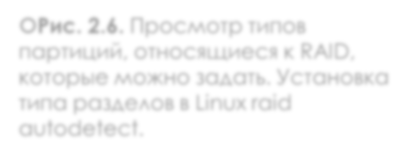 ОРис. 2.6. Просмотр типов
партиций, относящиеся к RAID,
которые можно задать. Установка
типа разделов в Linux raid
autodetect.